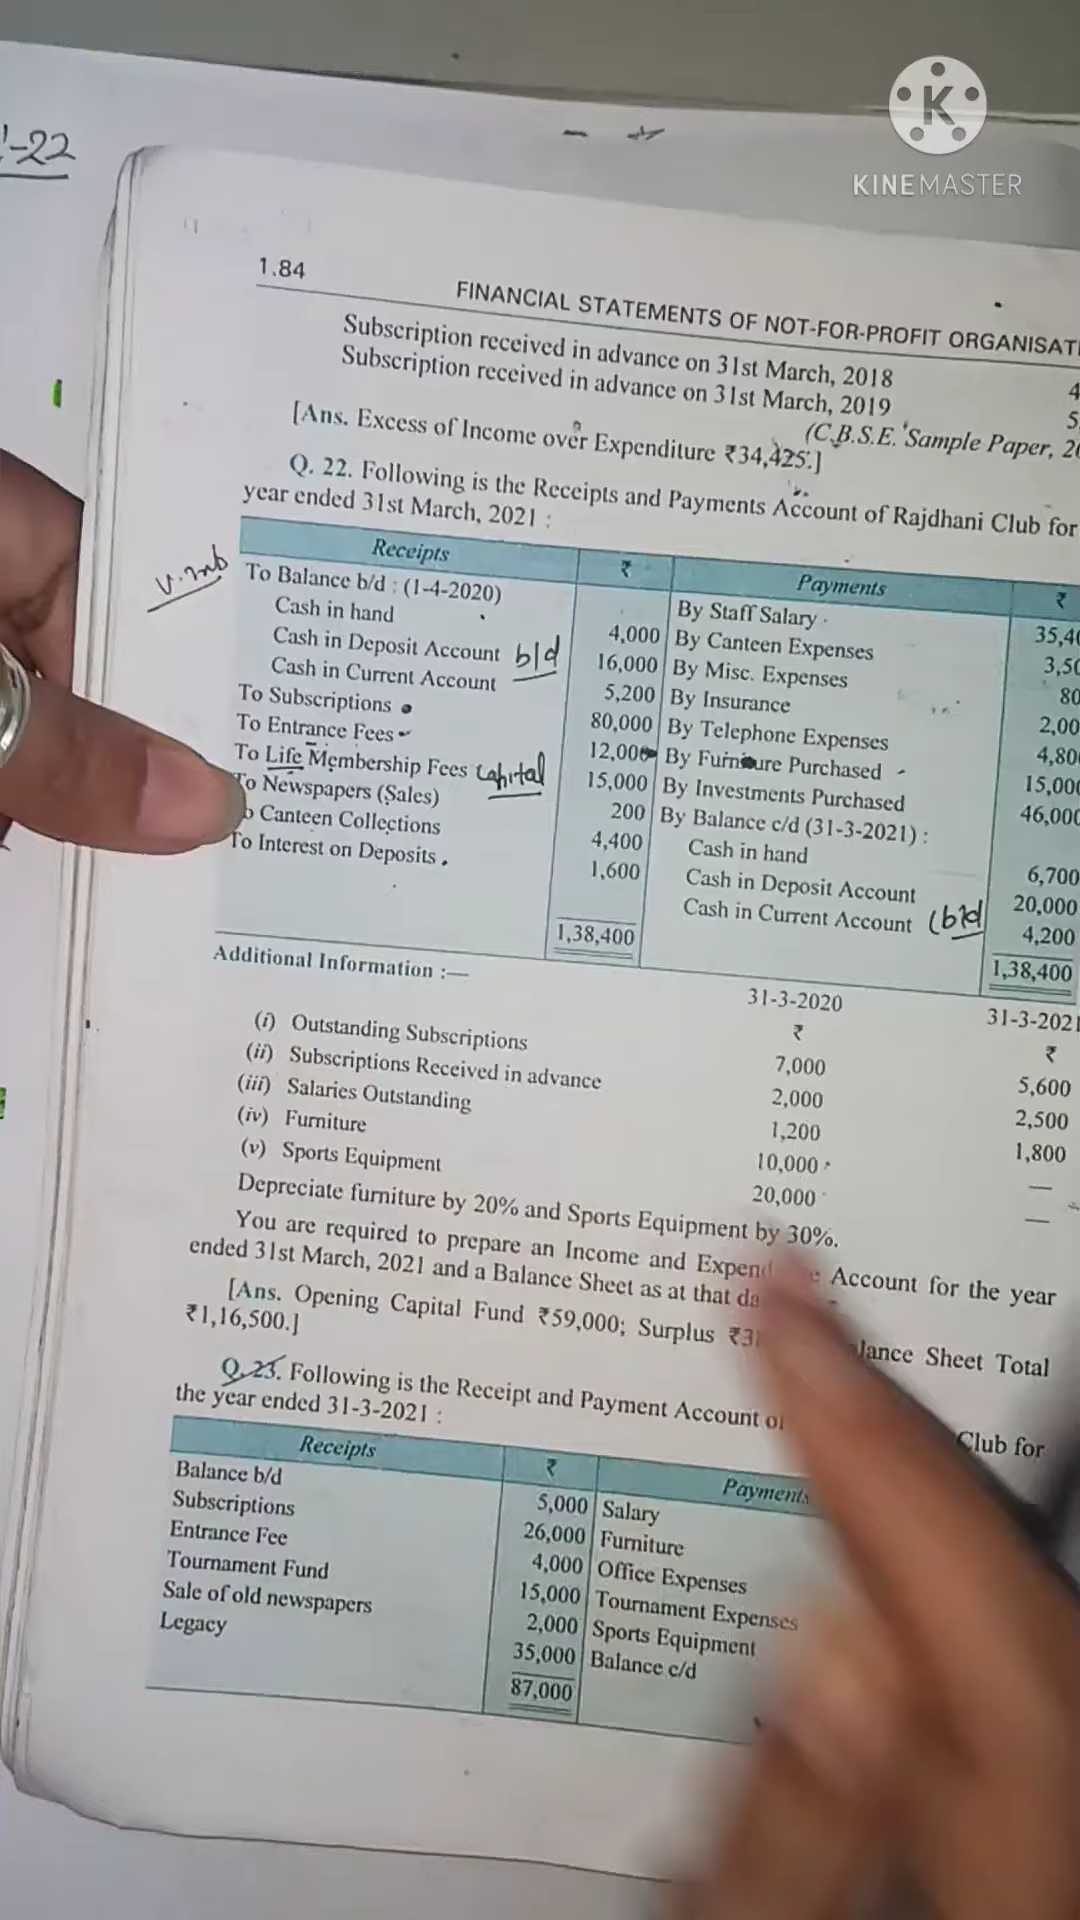 -22
KINEMASTER
1.84
FINANCIAL STATEMENTS OF NOT-FOR-PROFIT
Subscription received in advance on 31st March, 2018
Subscription received in advance on 31st March, 2019
(C.B.S.E. Sample Paper,
[Ans. Excess of Income over Expenditure ₹34,425.]
Q. 22. Following is the Receipts and Payments Account of Rajdhani Club for
year ended 31st March, 2021 :
Receipts ₹ Payments ₹
To Balance b/d : (1-4-2020) By Staff Salary
Cash in hand 4,000 By Canteen Expenses
Cash in Deposit Account b/d 16,000 By Misc. Expenses
Cash in Current Account 5,200 By Insurance
To Subscriptions 80,000 By Telephone Expenses
To Entrance Fees 12,000 By Furniture Purchased
To Life Membership Fees capital 15,000 By Investments Purchased
To Newspapers (Sales) 200 By Balance c/d (31-3-2021) :
Canteen Collections 4,400 Cash in hand 6,700
To Interest on Deposits 1,600 Cash in Deposit Account 20,000
Cash in Current Account 4,200
1,38,400 1,38,400
Additional Information :—
31-3-2020 31-3-2021
₹ ₹
(i) Outstanding Subscriptions 7,000 5,600
(ii) Subscriptions Received in advance 2,000 2,500
(iii) Salaries Outstanding 1,200 1,800
(iv) Furniture 10,000 —
(v) Sports Equipment 20,000 —
Depreciate furniture by 20% and Sports Equipment by 30%.
You are required to prepare an Income and Account for the year
ended 31st March, 2021 and a Balance Sheet as at that
[Ans. Opening Capital Fund ₹59,000; Surplus Sheet Total
₹1,16,500.]
Q. 23. Following is the Receipt and Payment Account Club for
the year ended 31-3-2021 :
Receipts ₹ Payments
Balance b/d 5,000 Salary
Subscriptions 26,000 Furniture
Entrance Fee 4,000 Office Expenses
Tournament Fund 15,000 Tournament Expenses
Sale of old newspapers 2,000 Sports Equipment
Legacy 35,000 Balance c/d
87,000